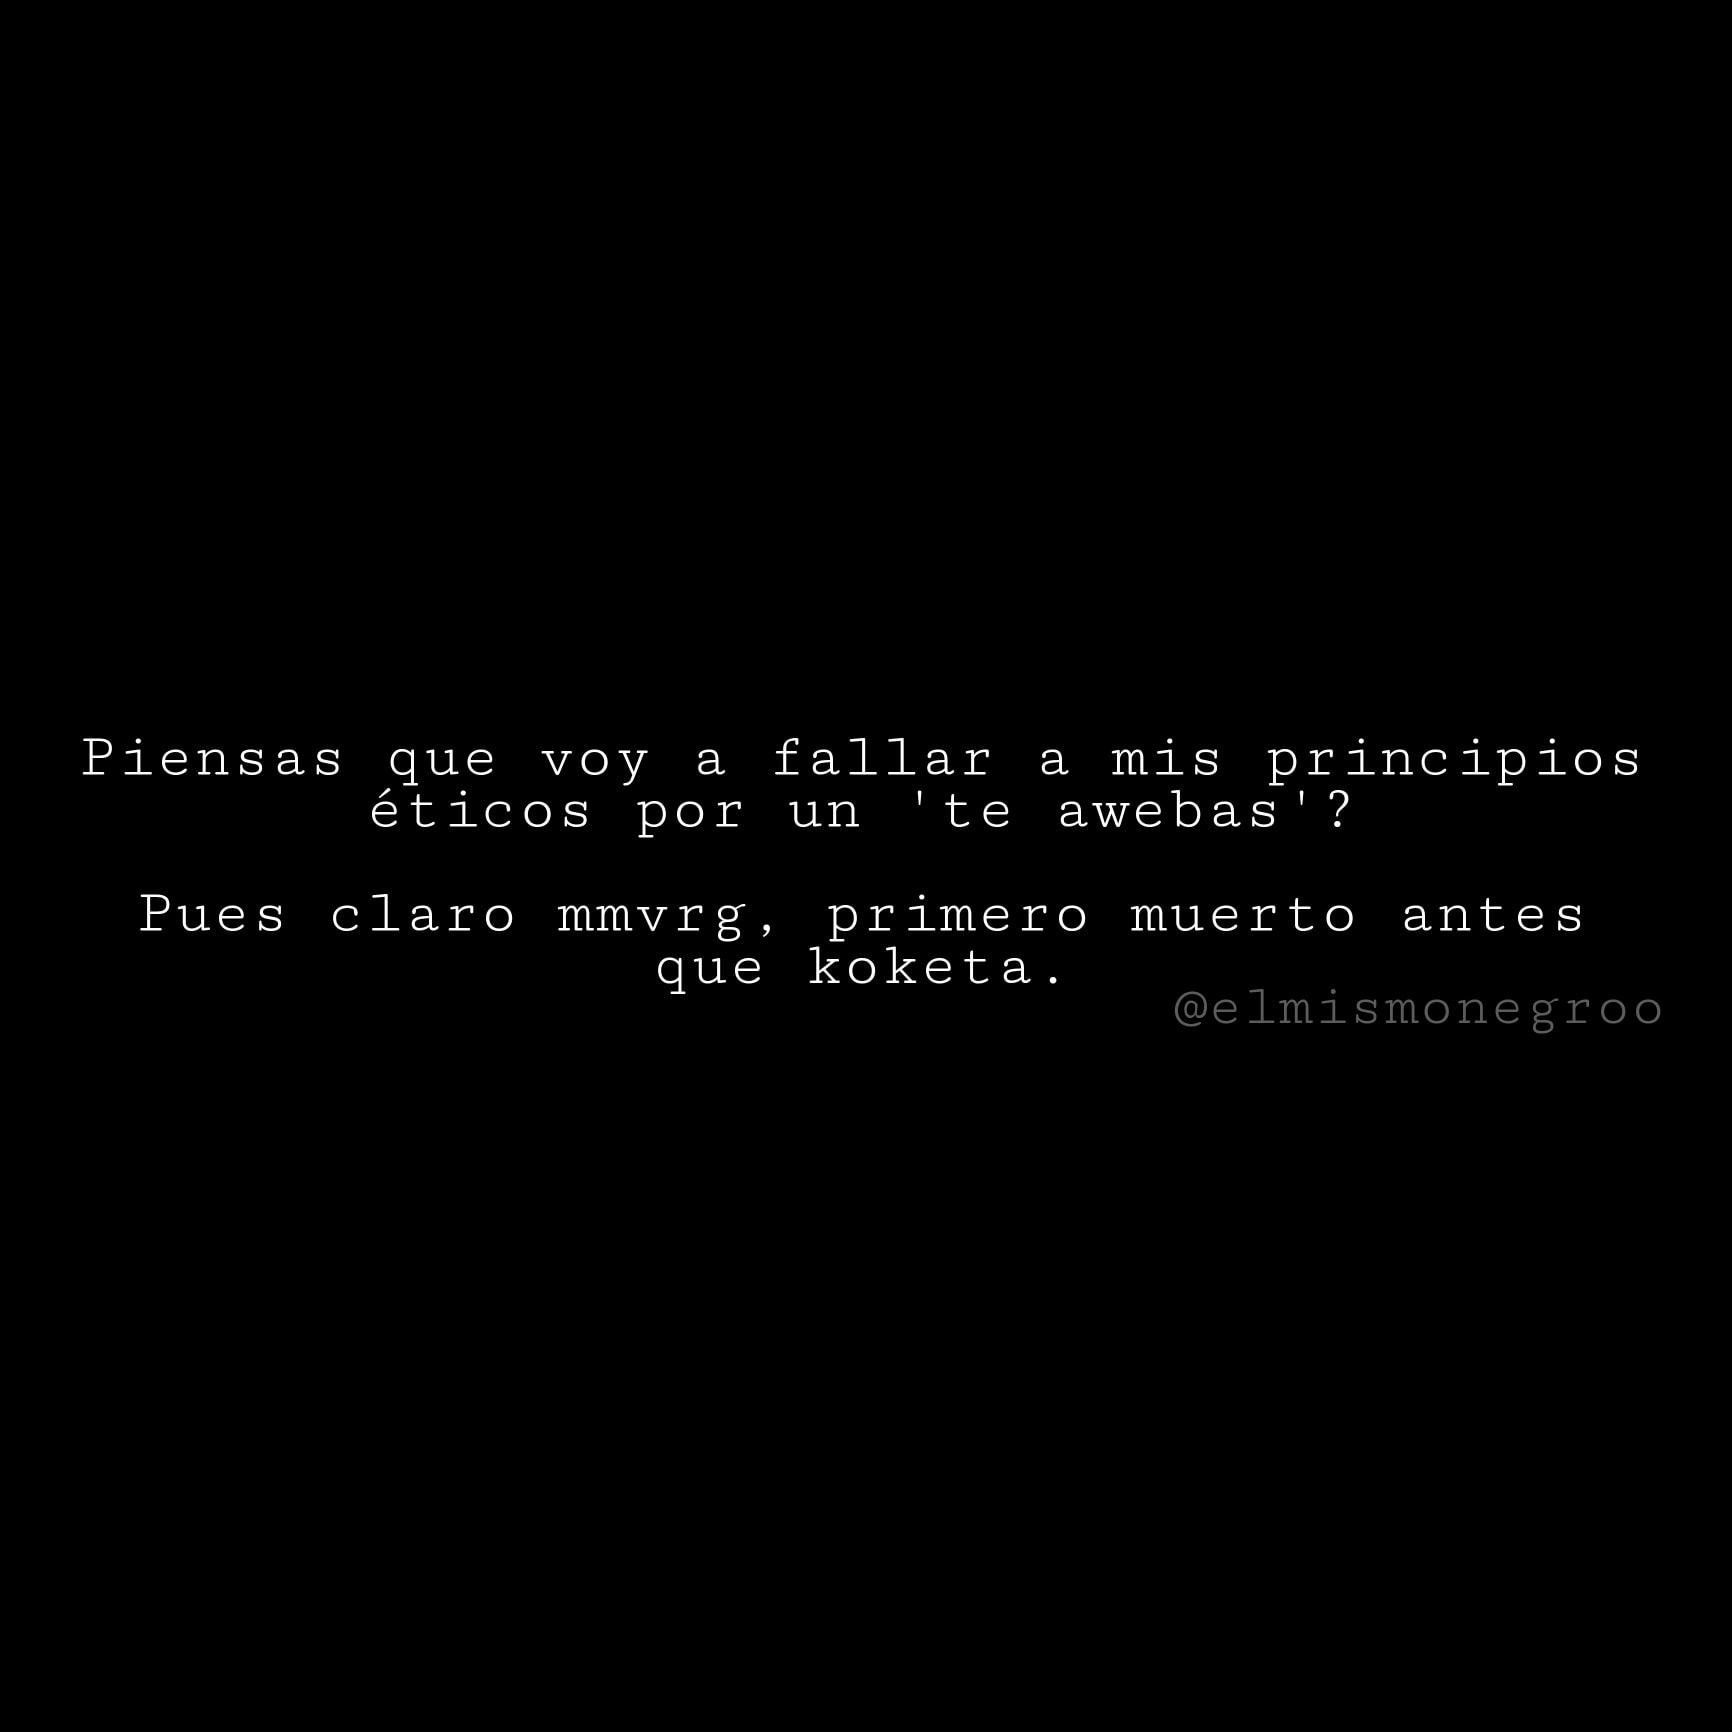 Piensas que voy a fallar a mis principios
éticos por un 'te awebas'?
Pues claro mmvrg, primero muerto antes
que koketa.
@elmismonegroo